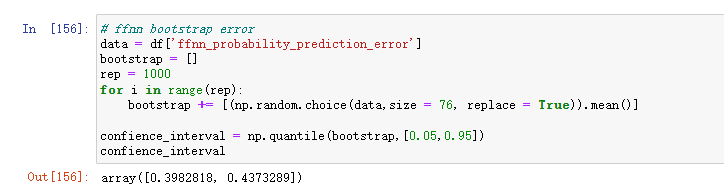 In [156]: # ffnn bootstrap error
data = df['ffnn_probability_prediction_error']
bootstrap = []
rep = 1000
for i in range(rep):
    bootstrap += [(np.random.choice(data,size = 76, replace = True)).mean()]

confience_interval = np.quantile(bootstrap,[0.05,0.95])
confience_interval
Out[156]: array([0.3982818, 0.4373289])